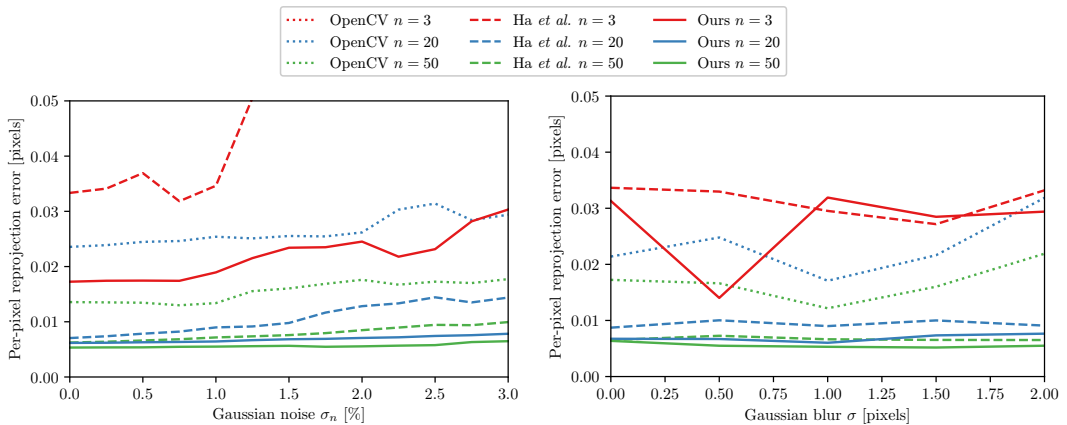 OpenCV n = 3 Ha et al. n = 3 Ours n = 3
OpenCV n = 20 Ha et al. n = 20 Ours n = 20
OpenCV n = 50 Ha et al. n = 50 Ours n = 50
Per-pixel reprojection error [pixels]
0.05
0.04
0.03
0.02
0.01
0.00
0.0 0.5 1.0 1.5 2.0 2.5 3.0
Gaussian noise σn [%]
Per-pixel reprojection error [pixels]
0.05
0.04
0.03
0.02
0.01
0.00
0.00 0.25 0.50 0.75 1.00 1.25 1.50 1.75 2.00
Gaussian blur σ [pixels]